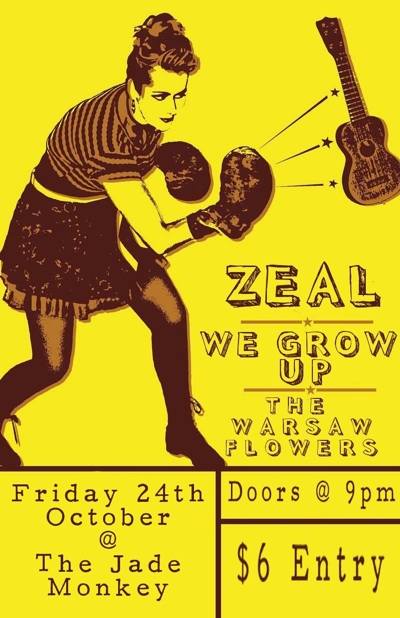 ZEAL
WE GROW
UP
THE
WARSAW
FLOWERS
Friday 24th
October
@
The Jade
Monkey
Doors @ 9pm
$6 Entry